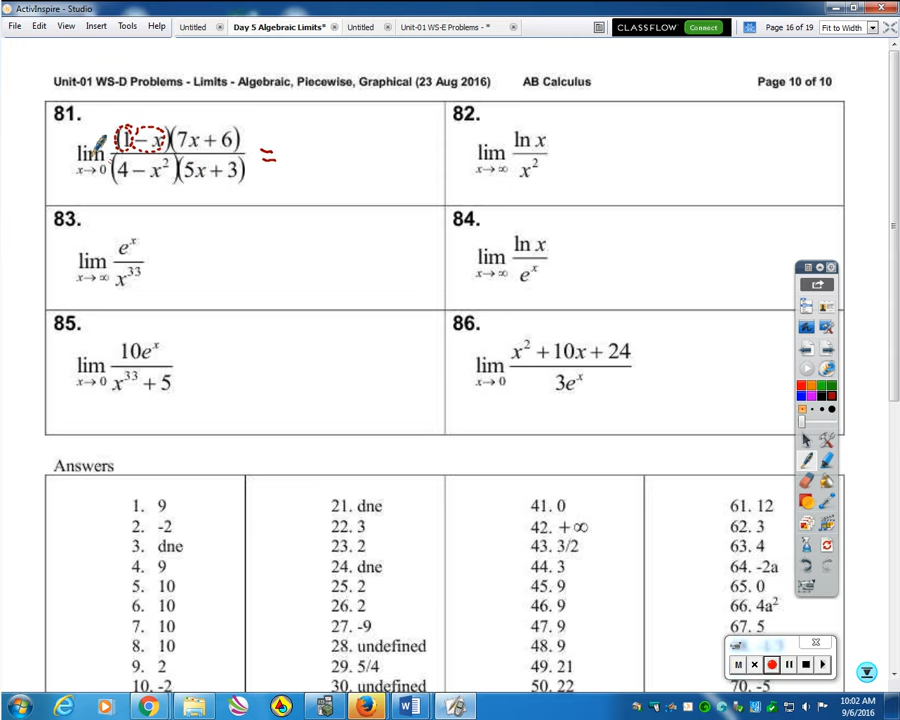 ActivInspire - Studio
File Edit View Insert Tools Help
Untitled
Day 5 Algebraic Limits*
Untitled
Unit-01 WS-E Problems - *
CLASSFLOW Connect
Page 16 of 19
Fit to Width
Unit-01 WS-D Problems - Limits - Algebraic, Piecewise, Graphical (23 Aug 2016) AB Calculus Page 10 of 10
81.
lim x→0 (1 − x)(7x + 6) / (4 − x²)(5x + 3) =
82.
lim x→∞ ln x / x²
83.
lim x→∞ eˣ / x³³
84.
lim x→∞ ln x / eˣ
85.
lim x→0 10eˣ / x³³ + 5
86.
lim x→0 x² + 10x + 24 / 3eˣ
Answers
1. 9
2. -2
3. dne
4. 9
5. 10
6. 10
7. 10
8. 10
9. 2
10. -2
21. dne
22. 3
23. 2
24. dne
25. 2
26. 2
27. -9
28. undefined
29. 5/4
30. undefined
41. 0
42. +∞
43. 3/2
44. 3
45. 9
46. 9
47. 9
48. 9
49. 21
50. 22
61. 12
62. 3
63. 4
64. -2a
65. 0
66. 4a²
67. 5
70. -5
M
10:02 AM
9/6/2016